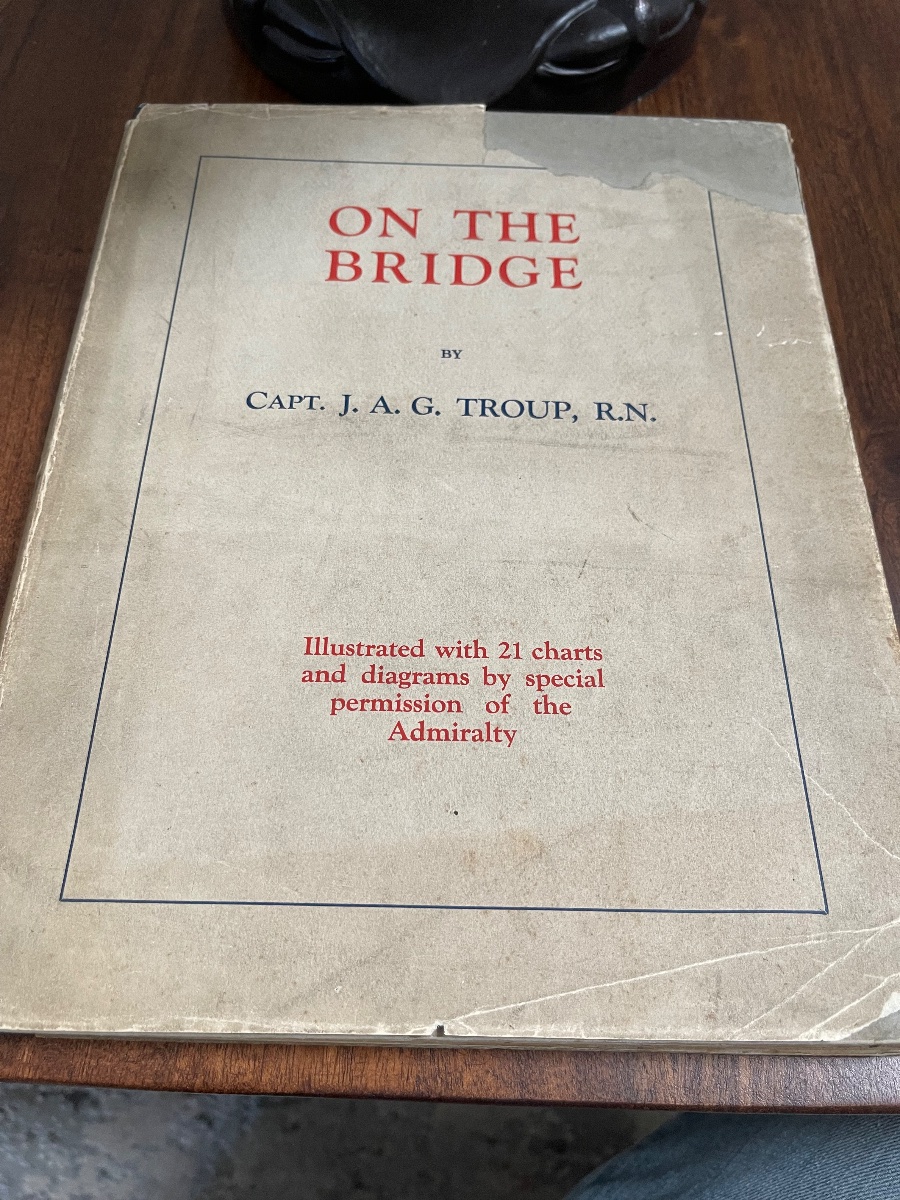 ON THE
BRIDGE
BY
CAPT. J. A. G. TROUP, R.N.
Illustrated with 21 charts
and diagrams by special
permission of the
Admiralty